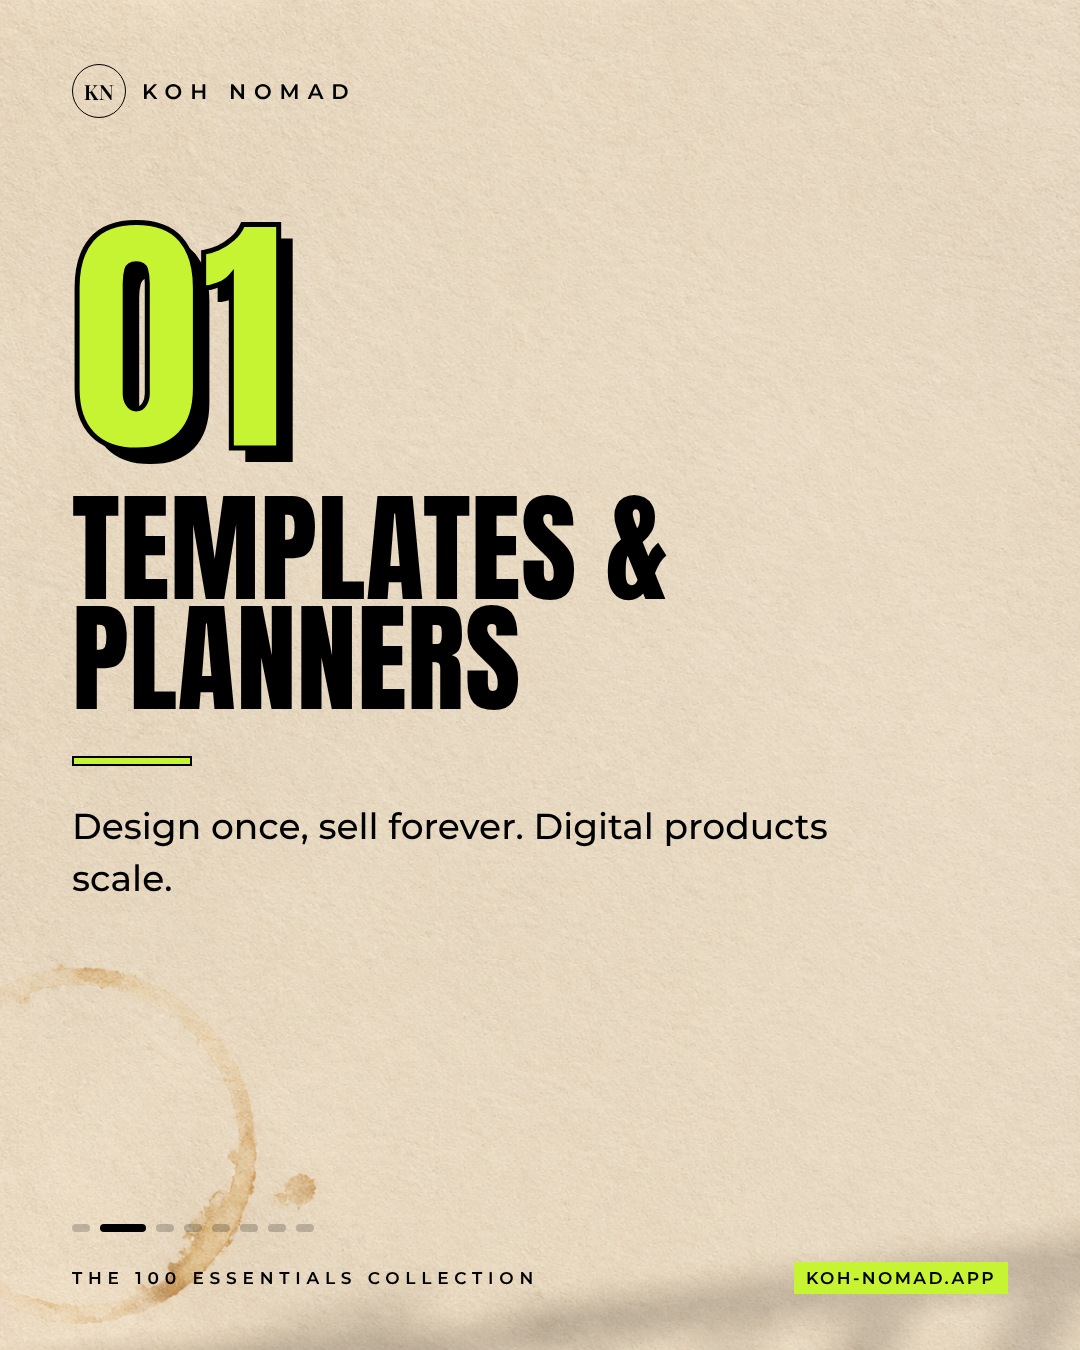 KN KOH NOMAD
01
TEMPLATES &
PLANNERS
Design once, sell forever. Digital products
scale.
THE 100 ESSENTIALS COLLECTION
KOH-NOMAD.APP